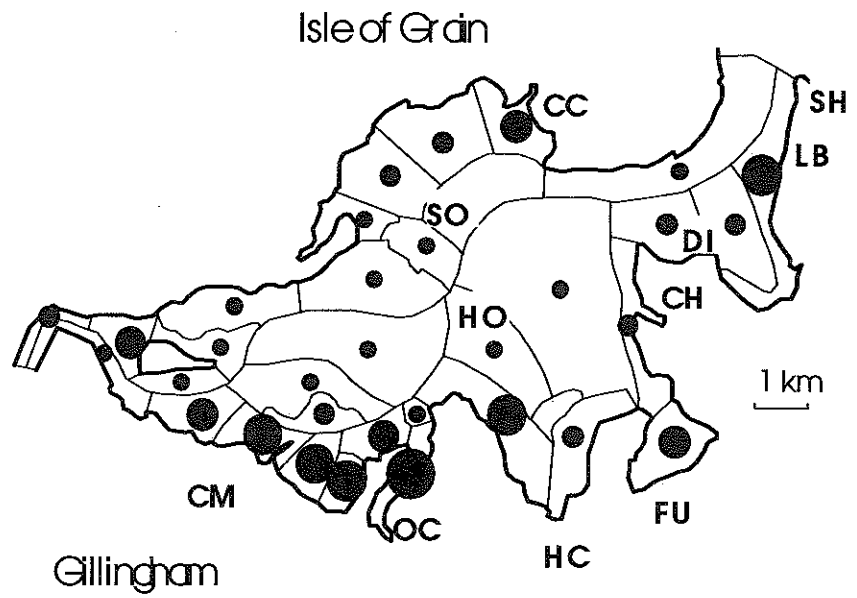 Isle of Grain
CC
SH
LB
SO
DI
CH
HO
1 km
CM
OC
FU
HC
Gillingham